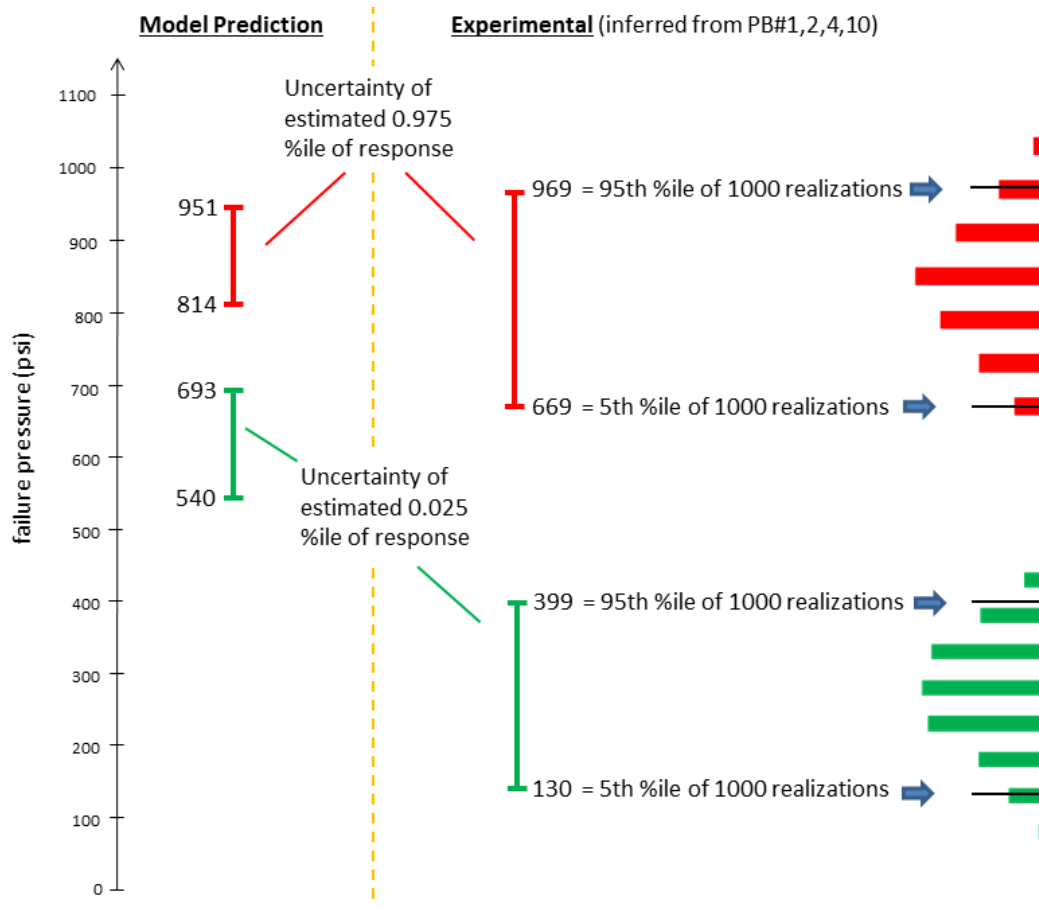 Model Prediction
Experimental (inferred from PB#1,2,4,10)
Uncertainty of
estimated 0.975
%ile of response
1100
1000
900
800
700
600
500
400
300
200
100
0
failure pressure (psi)
951
814
693
540
969 = 95th %ile of 1000 realizations
669 = 5th %ile of 1000 realizations
Uncertainty of
estimated 0.025
%ile of response
399 = 95th %ile of 1000 realizations
130 = 5th %ile of 1000 realizations